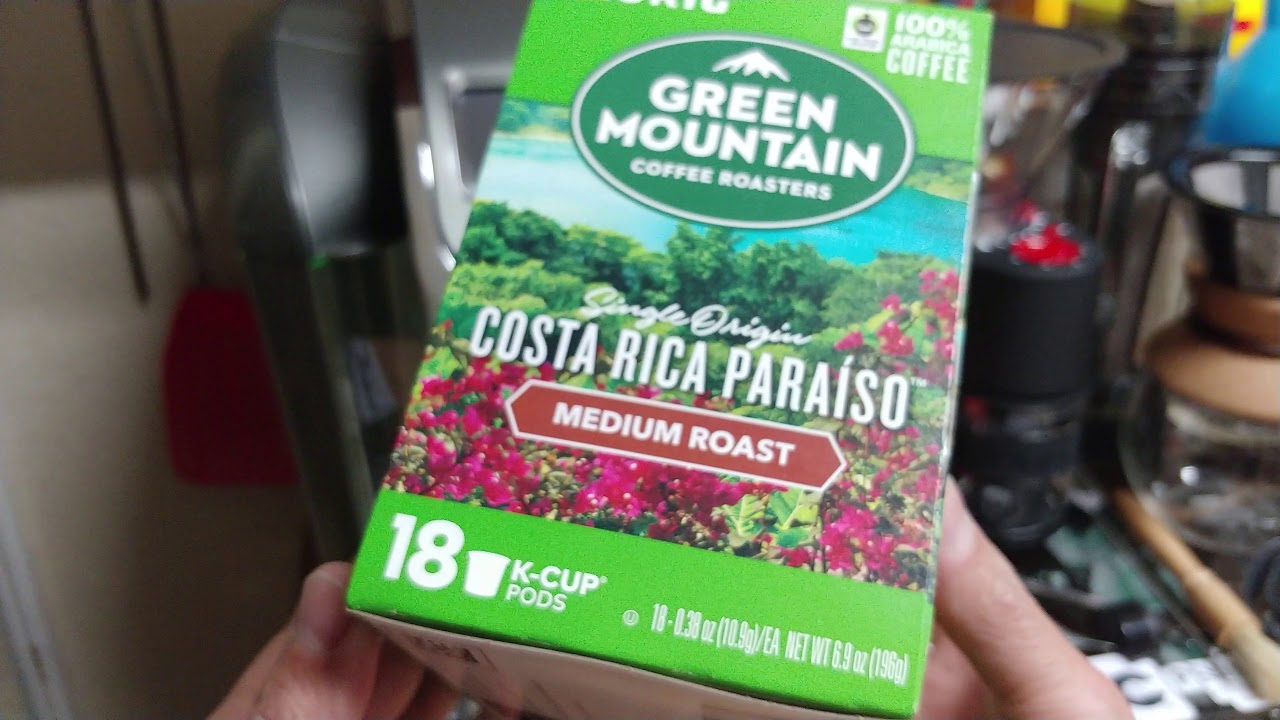 100%
ARABICA
COFFEE
GREEN
MOUNTAIN
COFFEE ROASTERS
Single Origin
COSTA RICA PARAÍSO™
MEDIUM ROAST
18 K-CUP®
PODS
18 - 0.38 oz (10.9g)/EA NET WT 6.9 oz (196g)